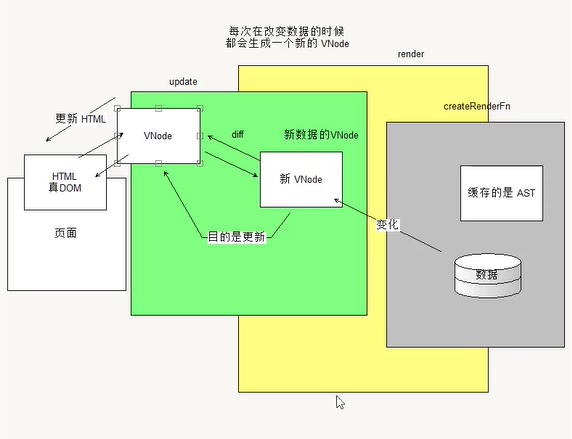 每次在改变数据的时候
都会生成一个新的 VNode
render
update
createRenderFn
更新 HTML
VNode
diff
新数据的VNode
HTML
真DOM
新 VNode
缓存的是 AST
页面
目的是更新
变化
数据